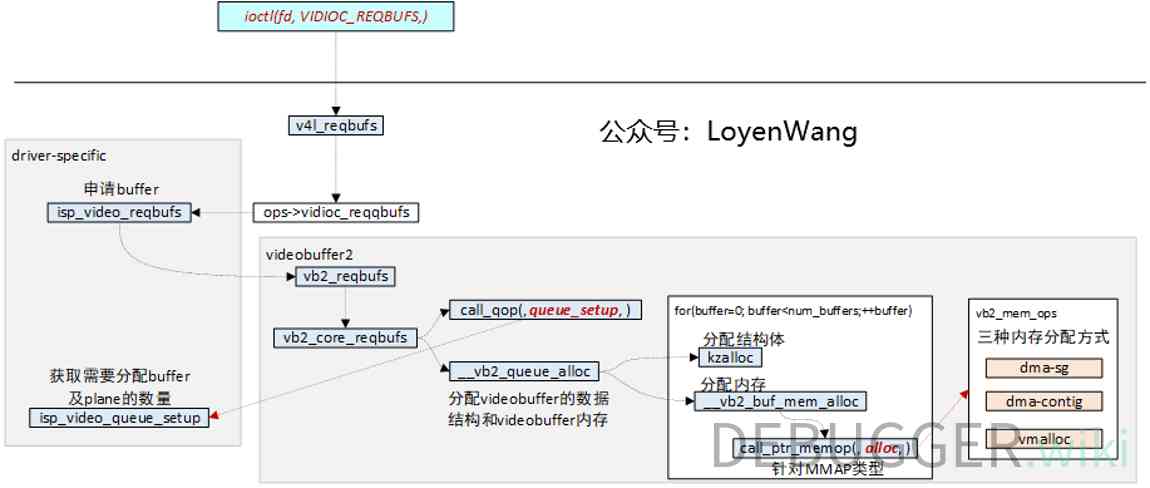 ioctl(fd, VIDIOC_REQBUFS,)
v4l_reqbufs
公众号：LoyenWang
driver-specific
申请buffer
isp_video_reqbufs
ops->vidioc_reqqbufs
videobuffer2
vb2_reqbufs
vb2_core_reqbufs
call_qop(, queue_setup, )
__vb2_queue_alloc
分配videobuffer的数据
结构和videobuffer内存
获取需要分配buffer
及plane的数量
isp_video_queue_setup
for(buffer=0; buffer<num_buffers;++buffer)
分配结构体
kzalloc
分配内存
__vb2_buf_mem_alloc
call_ptr_memop(, alloc, )
针对MMAP类型
vb2_mem_ops
三种内存分配方式
dma-sg
dma-contig
vmalloc
DEBUGGER.wiki